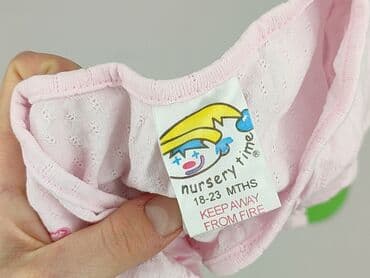 nursery time®
18-23 MTHS
KEEP AWAY
FROM FIRE